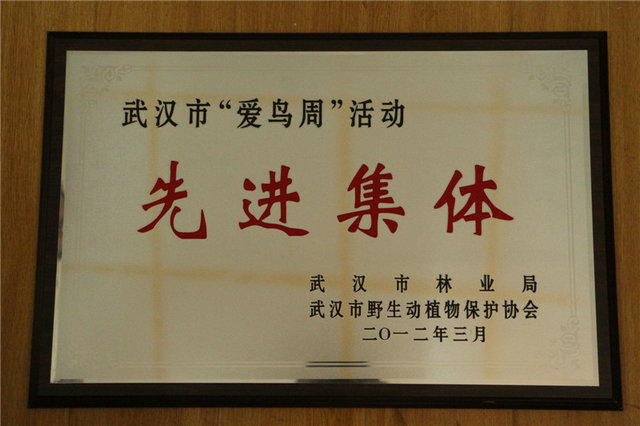 武汉市“爱鸟周”活动
先进集体
武汉市林业局
武汉市野生动植物保护协会
二〇一二年三月